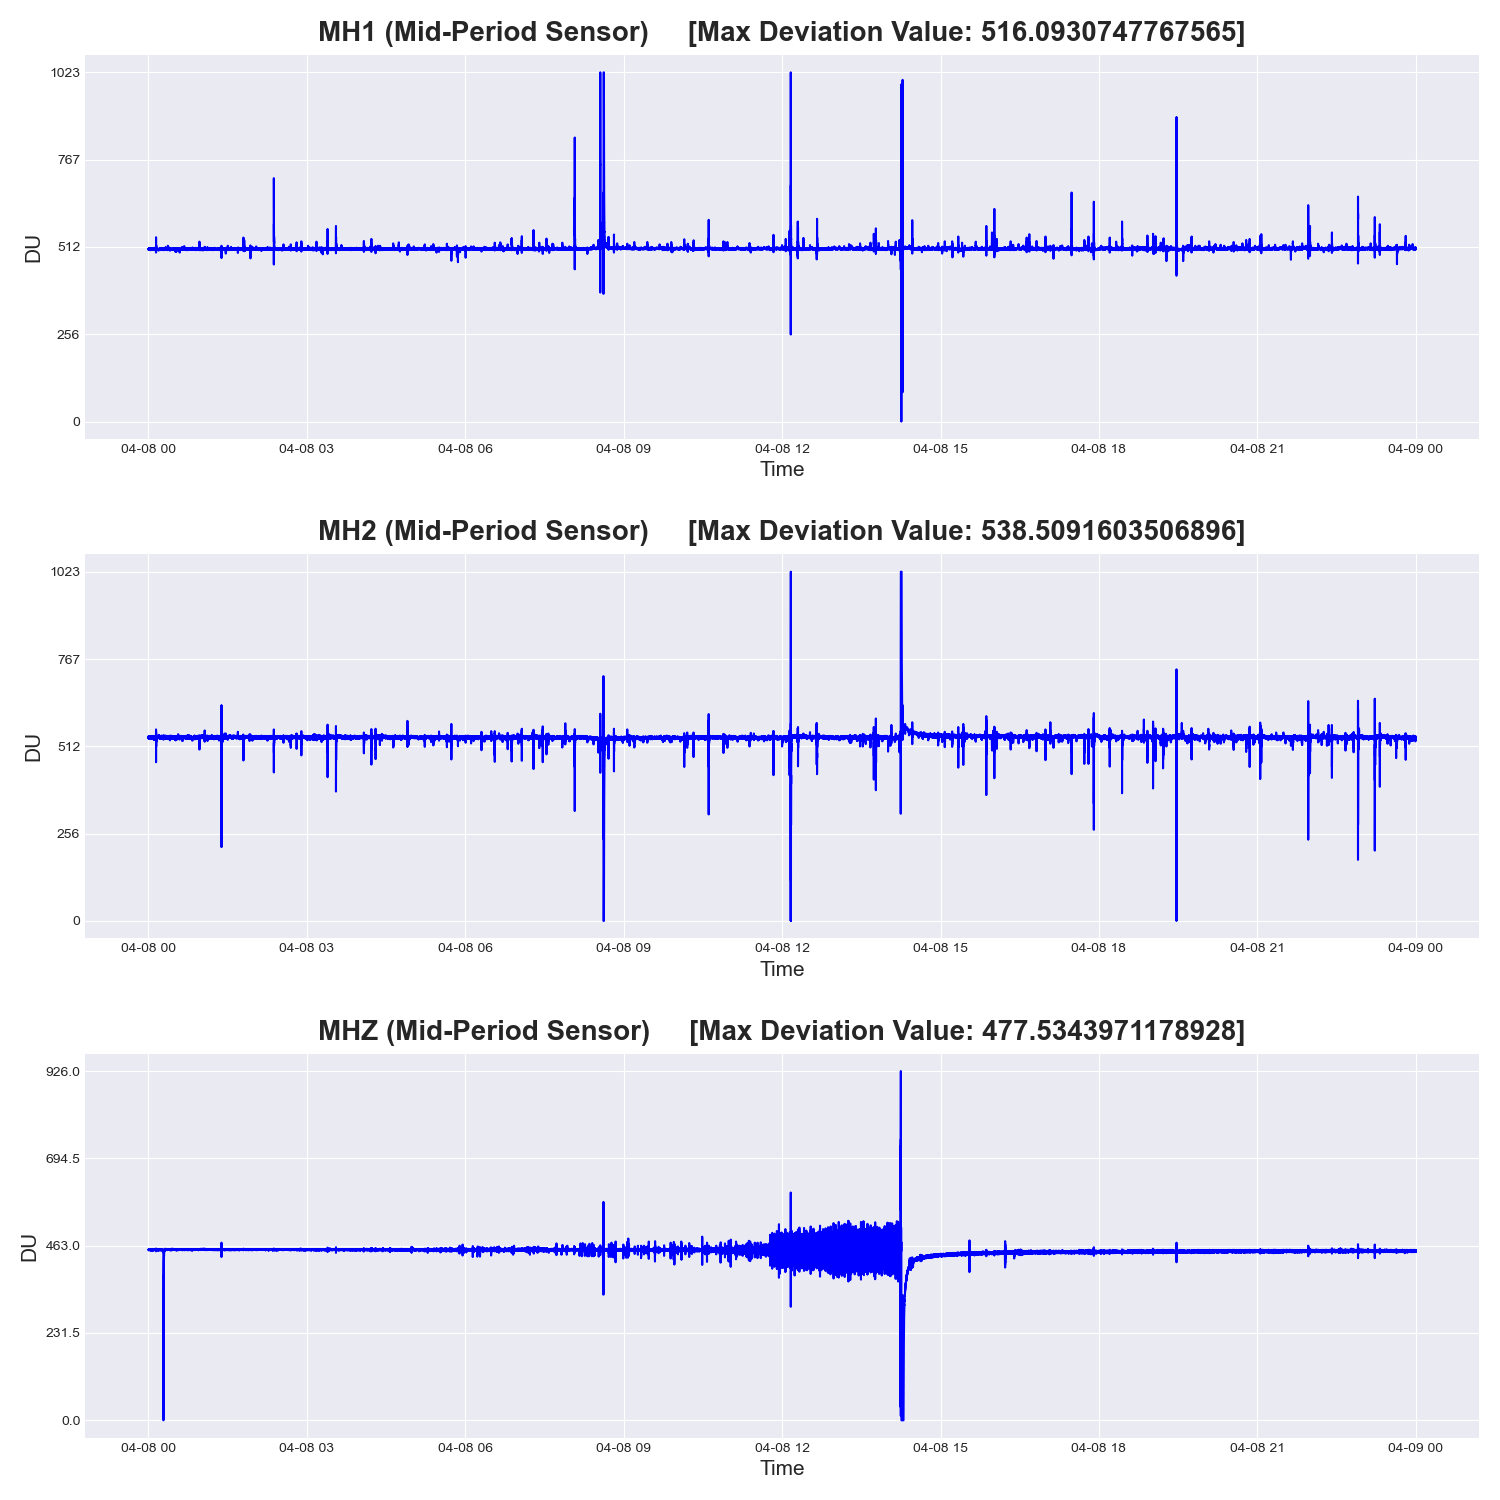 MH1 (Mid-Period Sensor) [Max Deviation Value: 516.0930747767565]
1023
767
512
256
0
DU
04-08 00 04-08 03 04-08 06 04-08 09 04-08 12 04-08 15 04-08 18 04-08 21 04-09 00
Time
MH2 (Mid-Period Sensor) [Max Deviation Value: 538.5091603506896]
1023
767
512
256
0
DU
04-08 00 04-08 03 04-08 06 04-08 09 04-08 12 04-08 15 04-08 18 04-08 21 04-09 00
Time
MHZ (Mid-Period Sensor) [Max Deviation Value: 477.5343971178928]
926.0
694.5
463.0
231.5
0.0
DU
04-08 00 04-08 03 04-08 06 04-08 09 04-08 12 04-08 15 04-08 18 04-08 21 04-09 00
Time